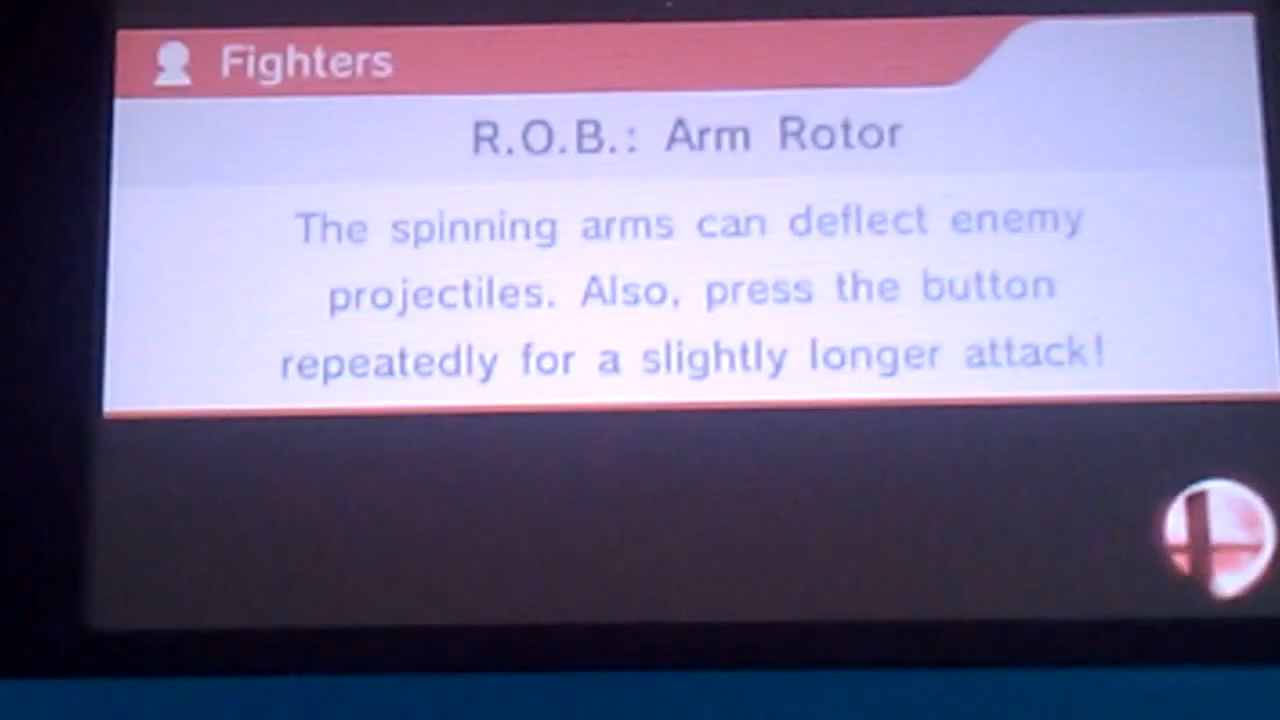 Fighters
R.O.B.: Arm Rotor
The spinning arms can deflect enemy
projectiles. Also, press the button
repeatedly for a slightly longer attack!